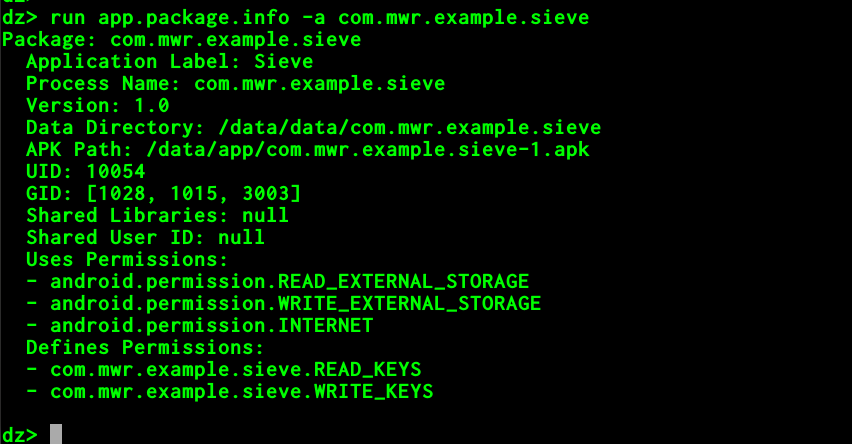 dz> run app.package.info -a com.mwr.example.sieve
Package: com.mwr.example.sieve
  Application Label: Sieve
  Process Name: com.mwr.example.sieve
  Version: 1.0
  Data Directory: /data/data/com.mwr.example.sieve
  APK Path: /data/app/com.mwr.example.sieve-1.apk
  UID: 10054
  GID: [1028, 1015, 3003]
  Shared Libraries: null
  Shared User ID: null
  Uses Permissions:
  - android.permission.READ_EXTERNAL_STORAGE
  - android.permission.WRITE_EXTERNAL_STORAGE
  - android.permission.INTERNET
  Defines Permissions:
  - com.mwr.example.sieve.READ_KEYS
  - com.mwr.example.sieve.WRITE_KEYS
dz>